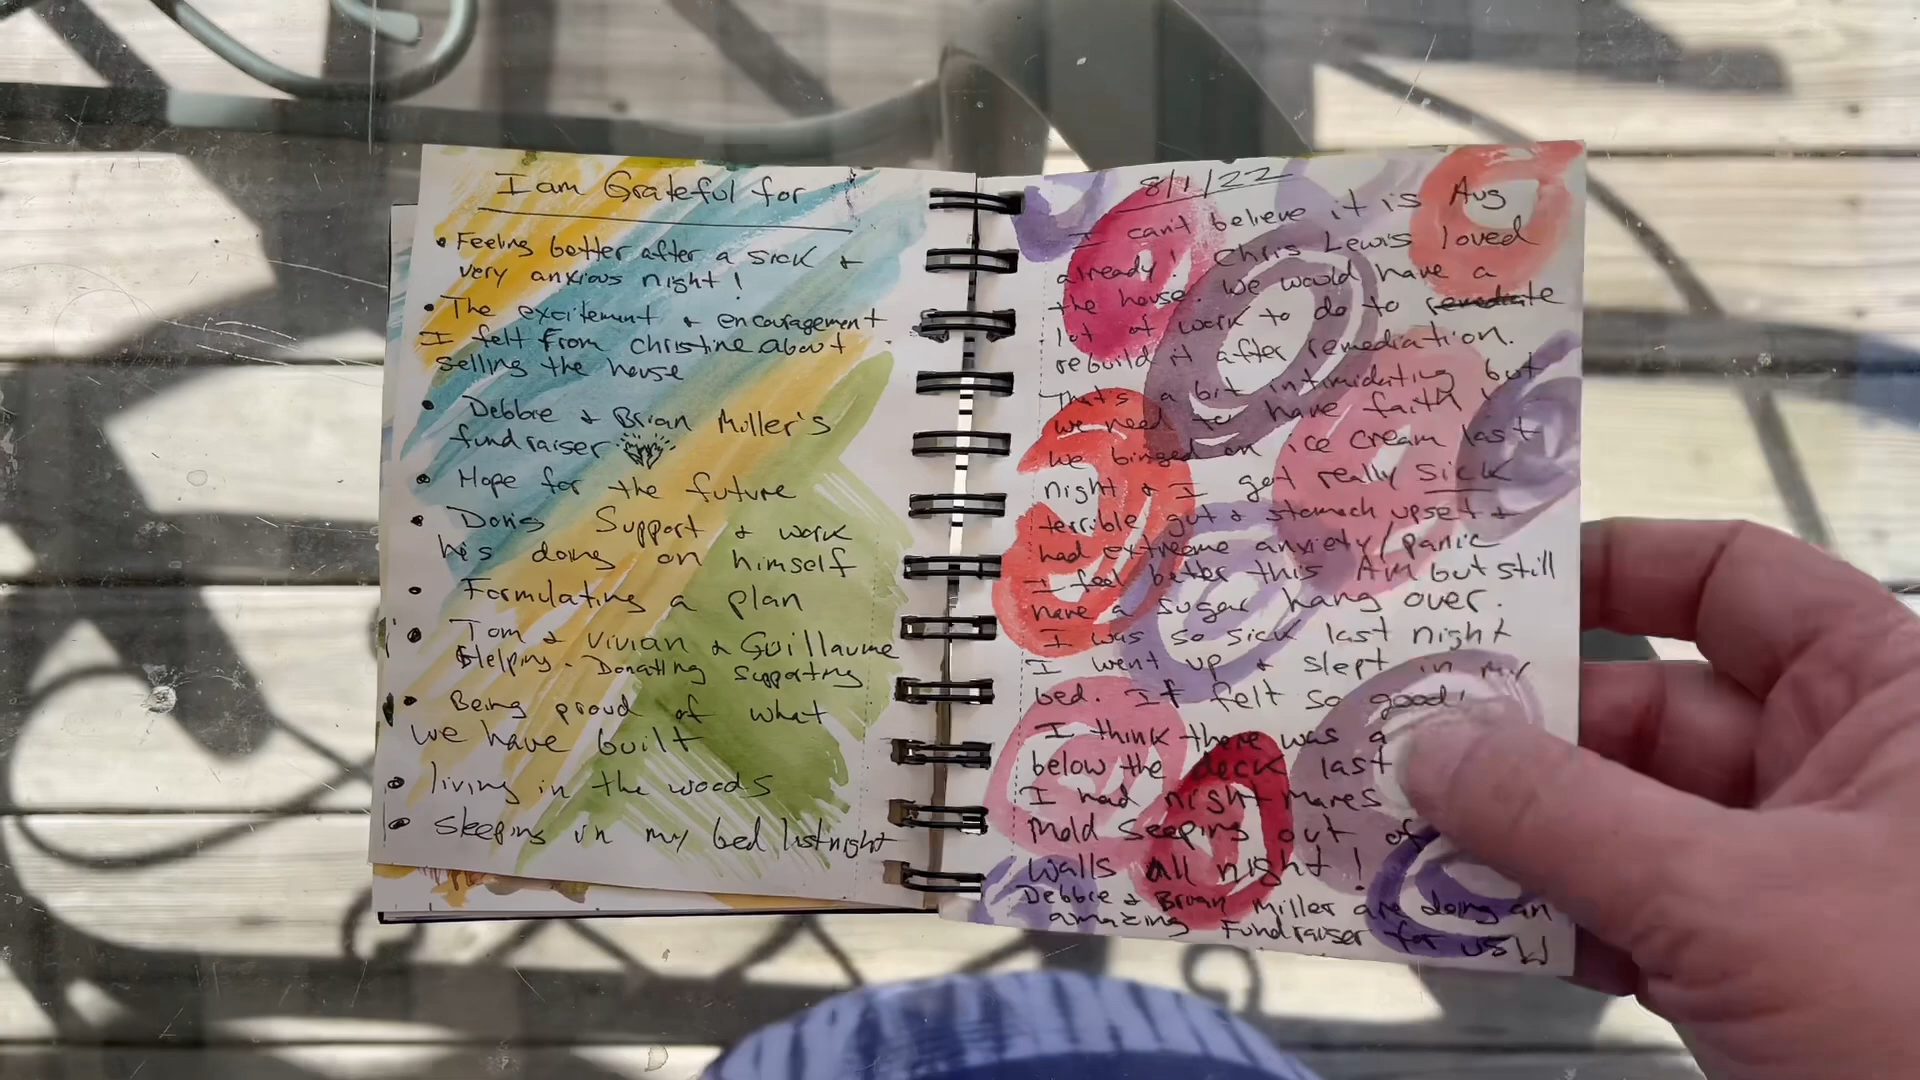 I am Grateful for
• Feeling better after a sick &
very anxious night!
• The excitement & encouragement
I felt from christine about
selling the house
• Debbie & Brian Miller's
fundraiser
• Hope for the future
• Doris Support & work
he's doing on himself
• Formulating a plan
• Tom & Vivian & Guillaume
Helping - Donating Supporting
• Being proud of what
we have built
• living in the woods
• Sleeping in my bed last night
8/1/22
I can't believe it is Aug
already! Chris Lewis loved
the house. We would have a
lot of work to do to remediate
rebuild it after remediation.
That's a bit intimidating but
we need to have faith!
We binged on ice cream last
night & I got really sick
terrible gut & stomach upset &
had extreme anxiety/panic
I feel better this AM but still
have a sugar hang over.
I was so sick last night
I went up & slept in my
bed. It felt so good!
I think there was a
below the deck last
I had nightmares
mold seeping out of
walls all night!
Debbie & Brian Miller are doing an
amazing Fundraiser for us